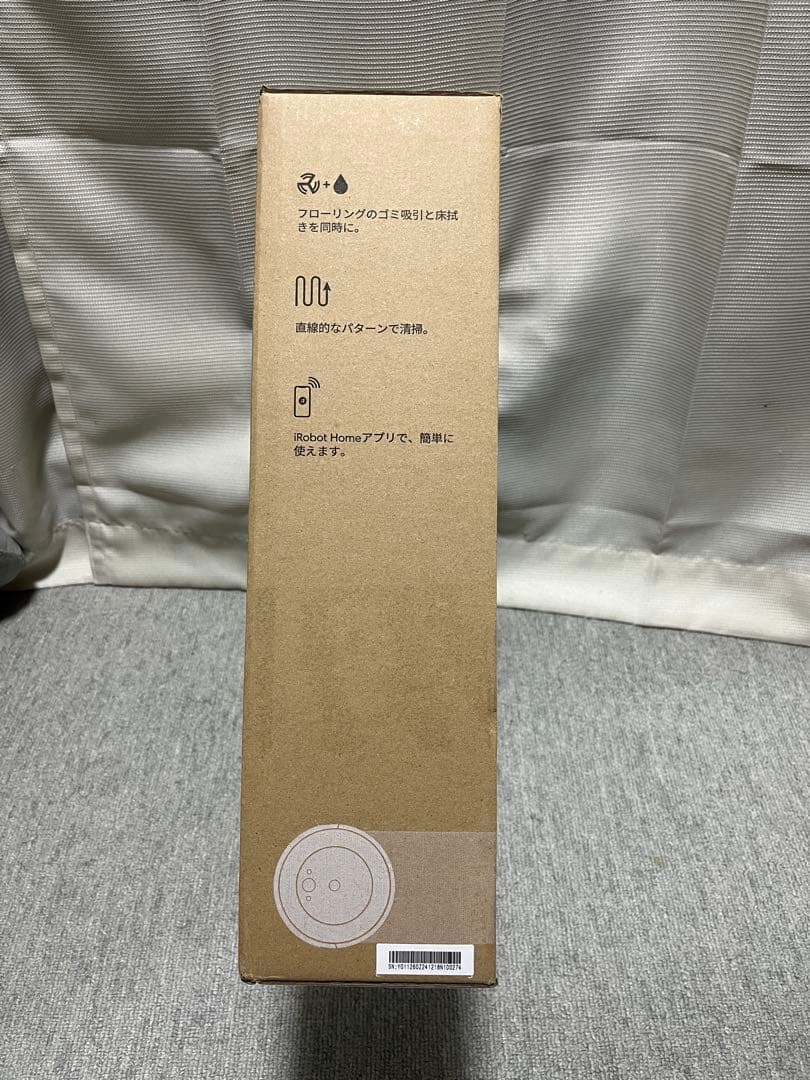 フローリングのゴミ吸引と床拭
きを同時に。
直線的なパターンで清掃。
iRobot Homeアプリで、簡単に
使えます。
SN:Y011260Z241218N100274